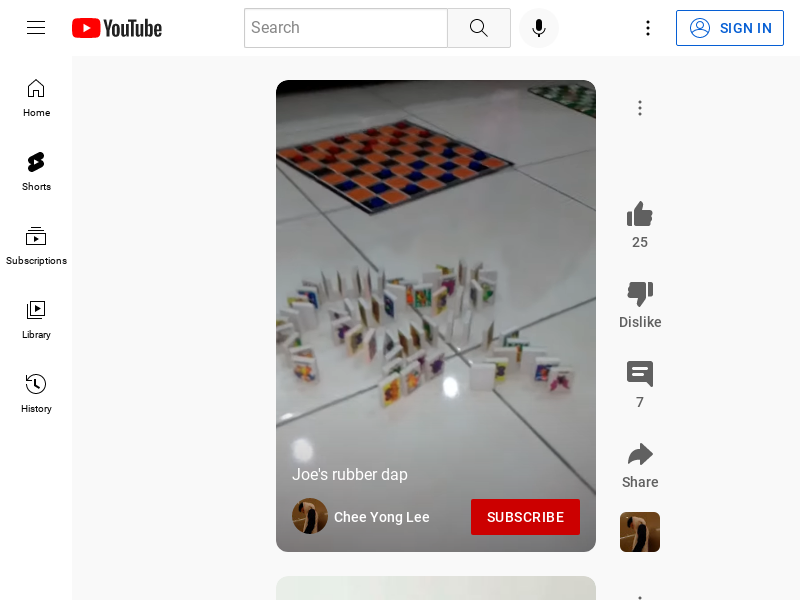 YouTube
Search
SIGN IN
Home
Shorts
Subscriptions
Library
History
Joe's rubber dap
Chee Yong Lee
SUBSCRIBE
25
Dislike
7
Share